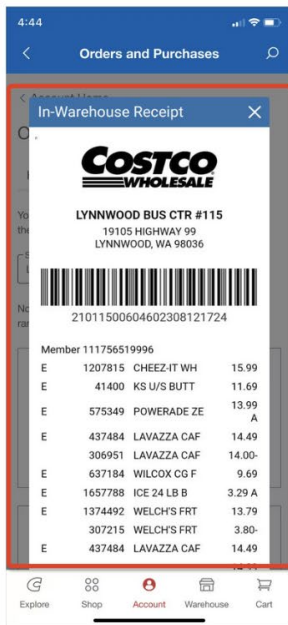 4:44
Orders and Purchases
In-Warehouse Receipt
COSTCO
WHOLESALE
LYNNWOOD BUS CTR #115
19105 HIGHWAY 99
LYNNWOOD, WA 98036
21011500604602308121724
Member 111756519996
E 1207815 CHEEZ-IT WH 15.99
E 41400 KS U/S BUTT 11.69
E 575349 POWERADE ZE 13.99
A
E 437484 LAVAZZA CAF 14.49
306951 LAVAZZA CAF 14.00-
E 637184 WILCOX CG F 9.69
E 1657788 ICE 24 LB B 3.29 A
E 1374492 WELCH'S FRT 13.79
307215 WELCH'S FRT 3.80-
E 437484 LAVAZZA CAF 14.49
Explore Shop Account Warehouse Cart